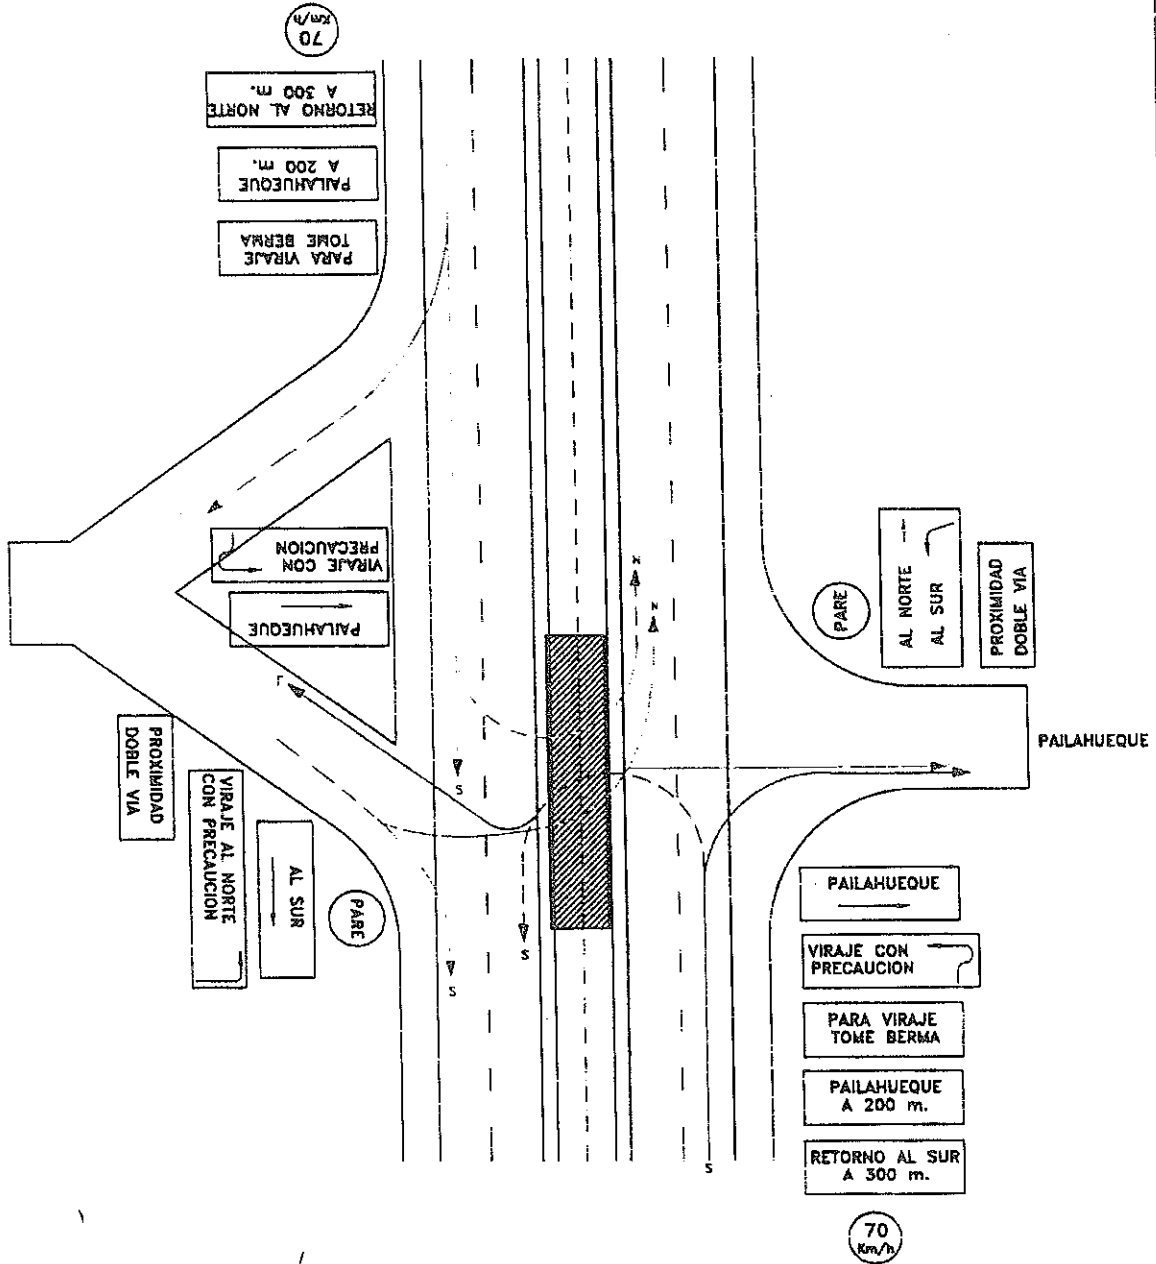 70
Km/h
RETORNO AL NORTE
A 300 m.
PAILAHUEQUE
A 200 m.
PARA VIRAJE
TOME BERMA
VIRAJE CON
PRECAUCION
PAILAHUEQUE
N
N
PARE
AL NORTE
AL SUR
PROXIMIDAD
DOBLE VIA
PAILAHUEQUE
S
S
S
PROXIMIDAD
DOBLE VIA
VIRAJE AL NORTE
CON PRECAUCION
AL SUR
PARE
PAILAHUEQUE
VIRAJE CON
PRECAUCION
PARA VIRAJE
TOME BERMA
PAILAHUEQUE
A 200 m.
RETORNO AL SUR
A 300 m.
S
70
Km/h